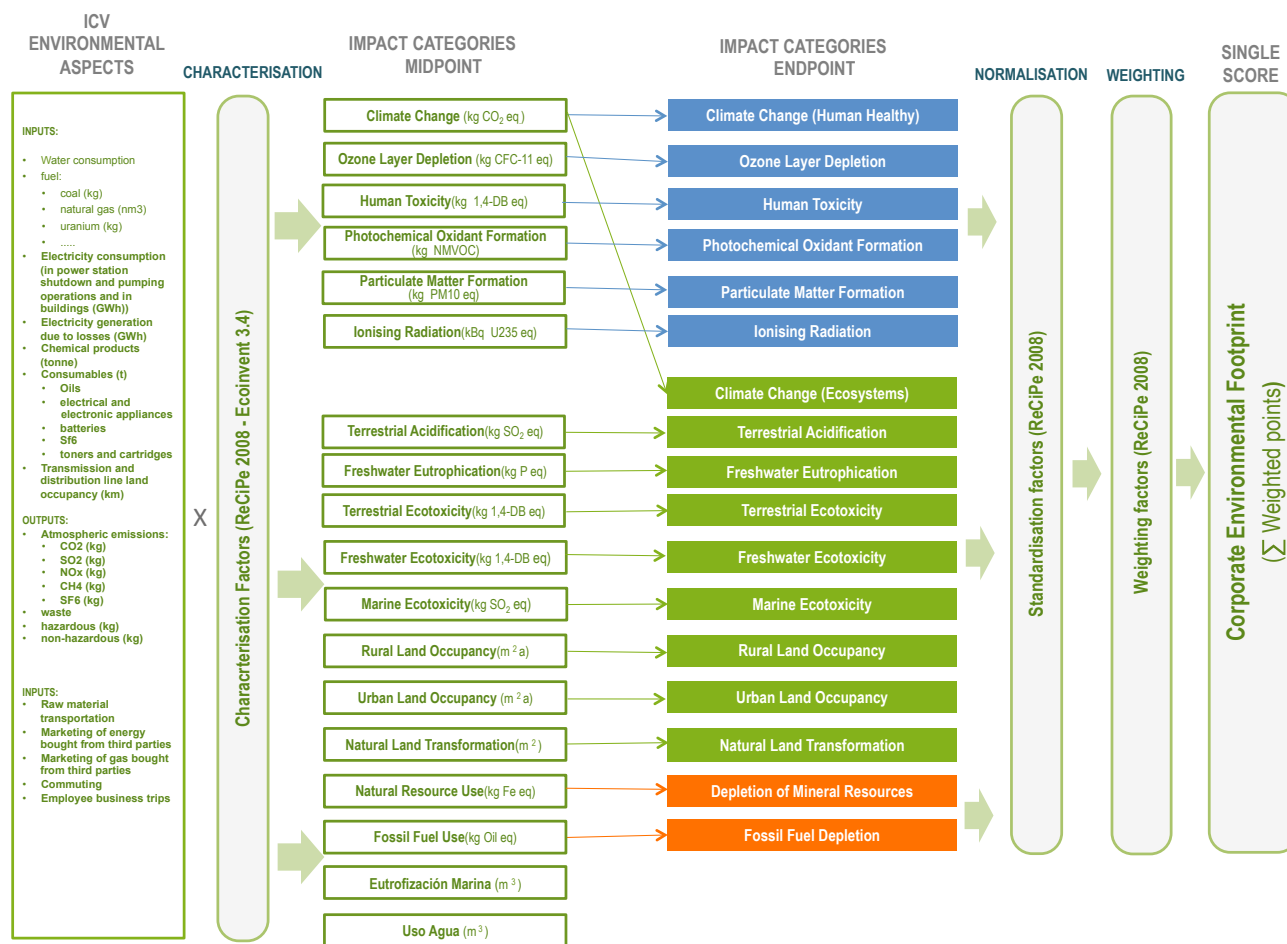 ICV
ENVIRONMENTAL
ASPECTS
CHARACTERISATION
IMPACT CATEGORIES
MIDPOINT
IMPACT CATEGORIES
ENDPOINT
NORMALISATION
WEIGHTING
SINGLE
SCORE
INPUTS:
• Water consumption
• fuel:
• coal (kg)
• natural gas (nm3)
• uranium (kg)
• .....
• Electricity consumption
(in power station
shutdown and pumping
operations and in
buildings (GWh))
• Electricity generation
due to losses (GWh)
• Chemical products
(tonne)
• Consumables (t)
• Oils
• electrical and
electronic appliances
• batteries
• Sf6
• toners and cartridges
• Transmission and
distribution line land
occupancy (km)
OUTPUTS:
• Atmospheric emissions:
• CO2 (kg)
• SO2 (kg)
• NOx (kg)
• CH4 (kg)
• SF6 (kg)
• waste
• hazardous (kg)
• non-hazardous (kg)
INPUTS:
• Raw material
transportation
• Marketing of energy
bought from third parties
• Marketing of gas bought
from third parties
• Commuting
• Employee business trips
X
Characrterisation Factors (ReCiPe 2008 - Ecoinvent 3.4)
Climate Change (kg CO2 eq)
Ozone Layer Depletion (kg CFC-11 eq)
Human Toxicity(kg 1,4-DB eq)
Photochemical Oxidant Formation
(kg NMVOC)
Particulate Matter Formation
(kg PM10 eq)
Ionising Radiation(kBq U235 eq)
Terrestrial Acidification(kg SO2 eq)
Freshwater Eutrophication(kg P eq)
Terrestrial Ecotoxicity(kg 1,4-DB eq)
Freshwater Ecotoxicity(kg 1,4-DB eq)
Marine Ecotoxicity(kg SO2 eq)
Rural Land Occupancy(m2a)
Urban Land Occupancy (m2a)
Natural Land Transformation(m2)
Natural Resource Use(kg Fe eq)
Fossil Fuel Use(kg Oil eq)
Eutrofización Marina (m3)
Uso Agua (m3)
Climate Change (Human Healthy)
Ozone Layer Depletion
Human Toxicity
Photochemical Oxidant Formation
Particulate Matter Formation
Ionising Radiation
Climate Change (Ecosystems)
Terrestrial Acidification
Freshwater Eutrophication
Terrestrial Ecotoxicity
Freshwater Ecotoxicity
Marine Ecotoxicity
Rural Land Occupancy
Urban Land Occupancy
Natural Land Transformation
Depletion of Mineral Resources
Fossil Fuel Depletion
Standardisation factors (ReCiPe 2008)
Weighting factors (ReCiPe 2008)
Corporate Environmental Footprint
(∑ Weighted points)